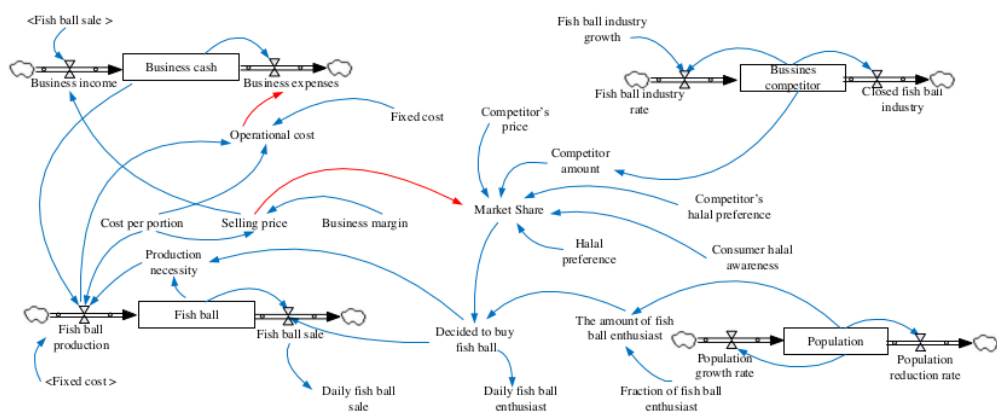 <Fish ball sale >
Business cash
Business income
Business expenses
Fish ball industry
growth
Bussines
competitor
Fish ball industry
rate
Closed fish ball
industry
Operational cost
Fixed cost
Competitor's
price
Competitor
amount
Cost per portion
Selling price
Business margin
Market Share
Competitor's
halal preference
Halal
preference
Consumer halal
awareness
Production
necessity
Fish ball
Fish ball
production
Fish ball sale
Decided to buy
fish ball
The amount of fish
ball enthusiast
Population
Population
growth rate
Population
reduction rate
<Fixed cost >
Daily fish ball
sale
Daily fish ball
enthusiast
Fraction of fish ball
enthusiast